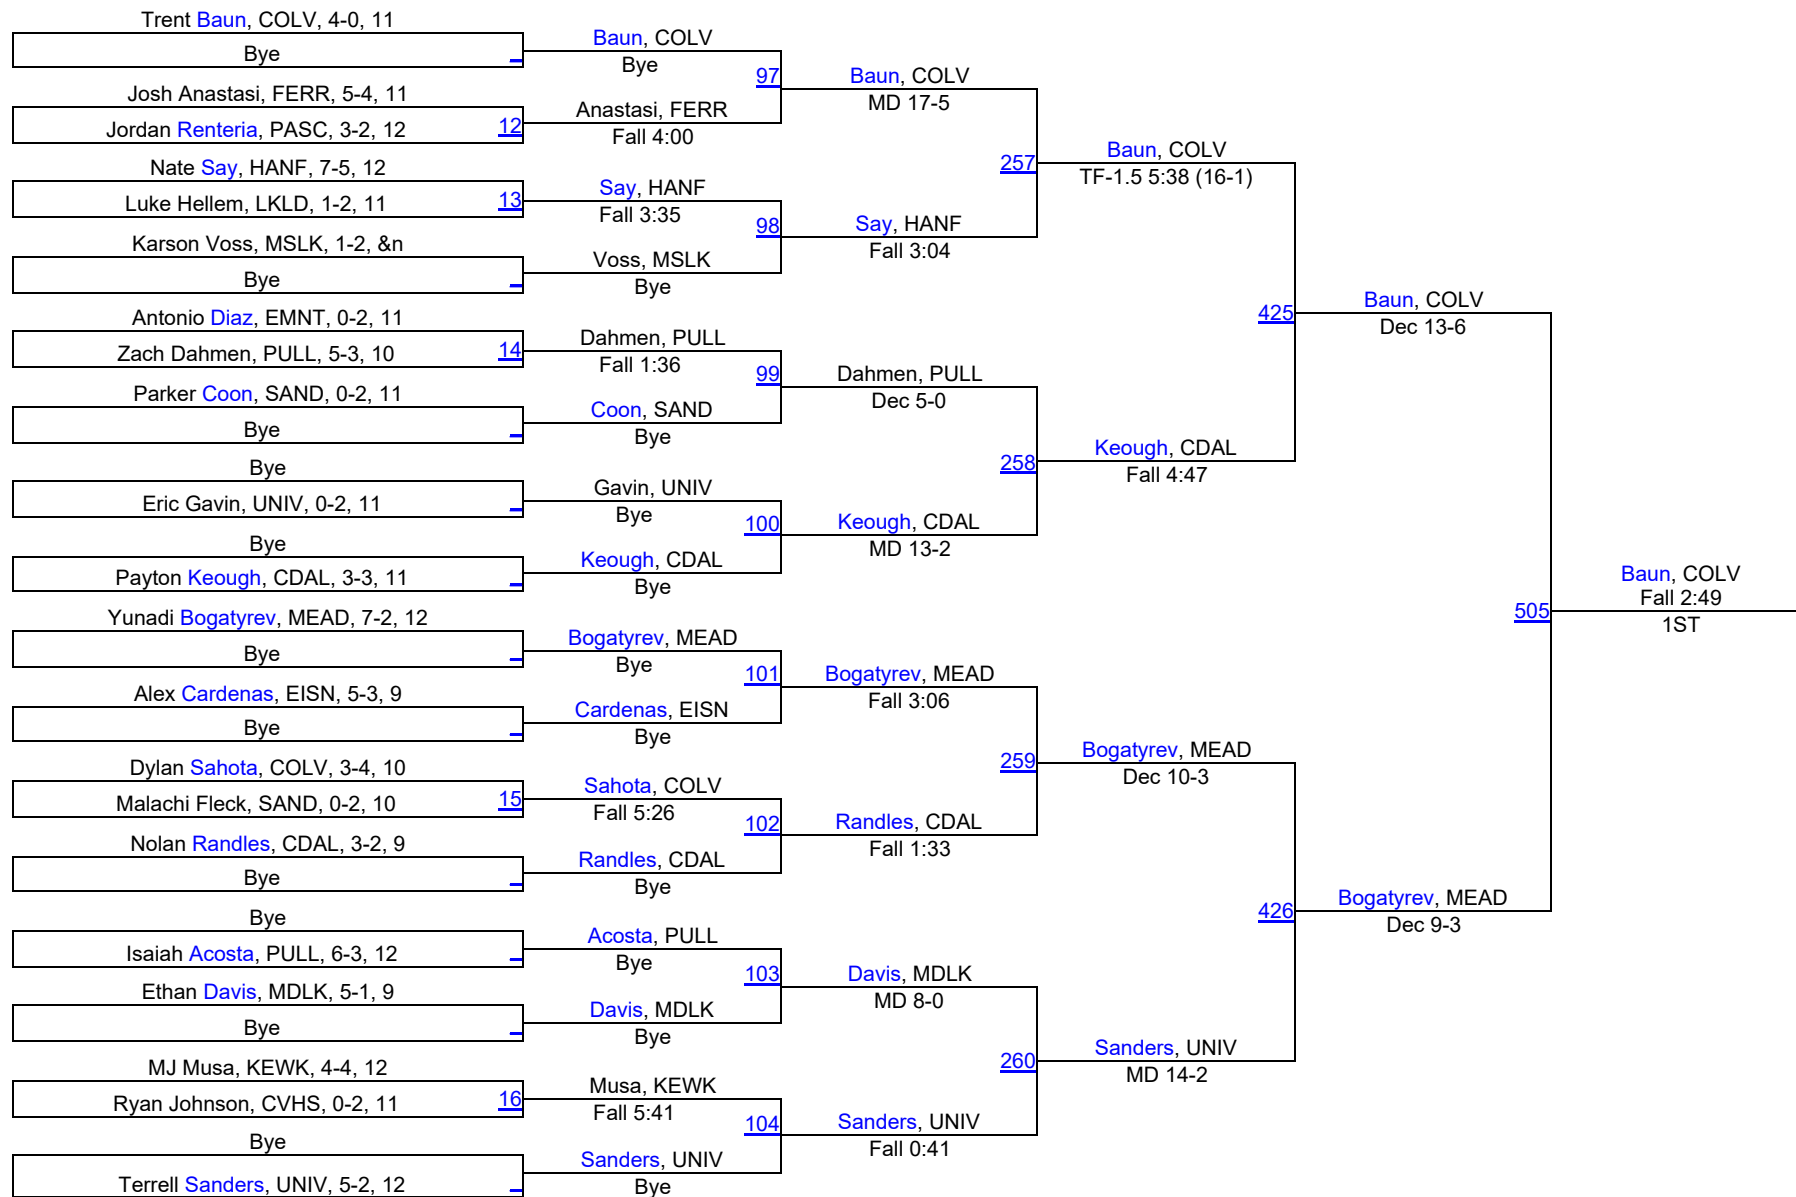 Trent Baun, COLV, 4-0, 11
Bye
Josh Anastasi, FERR, 5-4, 11
Jordan Renteria, PASC, 3-2, 12
12
Nate Say, HANF, 7-5, 12
Luke Hellem, LKLD, 1-2, 11
13
Karson Voss, MSLK, 1-2, &n
Bye
Antonio Diaz, EMNT, 0-2, 11
Zach Dahmen, PULL, 5-3, 10
14
Parker Coon, SAND, 0-2, 11
Bye
Bye
Eric Gavin, UNIV, 0-2, 11
Bye
Payton Keough, CDAL, 3-3, 11
Yunadi Bogatyrev, MEAD, 7-2, 12
Bye
Alex Cardenas, EISN, 5-3, 9
Bye
Dylan Sahota, COLV, 3-4, 10
Malachi Fleck, SAND, 0-2, 10
15
Nolan Randles, CDAL, 3-2, 9
Bye
Bye
Isaiah Acosta, PULL, 6-3, 12
Ethan Davis, MDLK, 5-1, 9
Bye
MJ Musa, KEWK, 4-4, 12
Ryan Johnson, CVHS, 0-2, 11
16
Bye
Terrell Sanders, UNIV, 5-2, 12
Baun, COLV
Bye
97
Anastasi, FERR
Fall 4:00
Say, HANF
Fall 3:35
98
Voss, MSLK
Bye
Dahmen, PULL
Fall 1:36
99
Coon, SAND
Bye
Gavin, UNIV
Bye
100
Keough, CDAL
Bye
Bogatyrev, MEAD
Bye
101
Cardenas, EISN
Bye
Sahota, COLV
Fall 5:26
102
Randles, CDAL
Bye
Acosta, PULL
Bye
103
Davis, MDLK
Bye
Musa, KEWK
Fall 5:41
104
Sanders, UNIV
Bye
Baun, COLV
MD 17-5
257
Say, HANF
Fall 3:04
Dahmen, PULL
Dec 5-0
258
Keough, CDAL
MD 13-2
Bogatyrev, MEAD
Fall 3:06
259
Randles, CDAL
Fall 1:33
Davis, MDLK
MD 8-0
260
Sanders, UNIV
Fall 0:41
Baun, COLV
TF-1.5 5:38 (16-1)
425
Keough, CDAL
Fall 4:47
Bogatyrev, MEAD
Dec 10-3
426
Sanders, UNIV
MD 14-2
Baun, COLV
Dec 13-6
505
Bogatyrev, MEAD
Dec 9-3
Baun, COLV
Fall 2:49
1ST